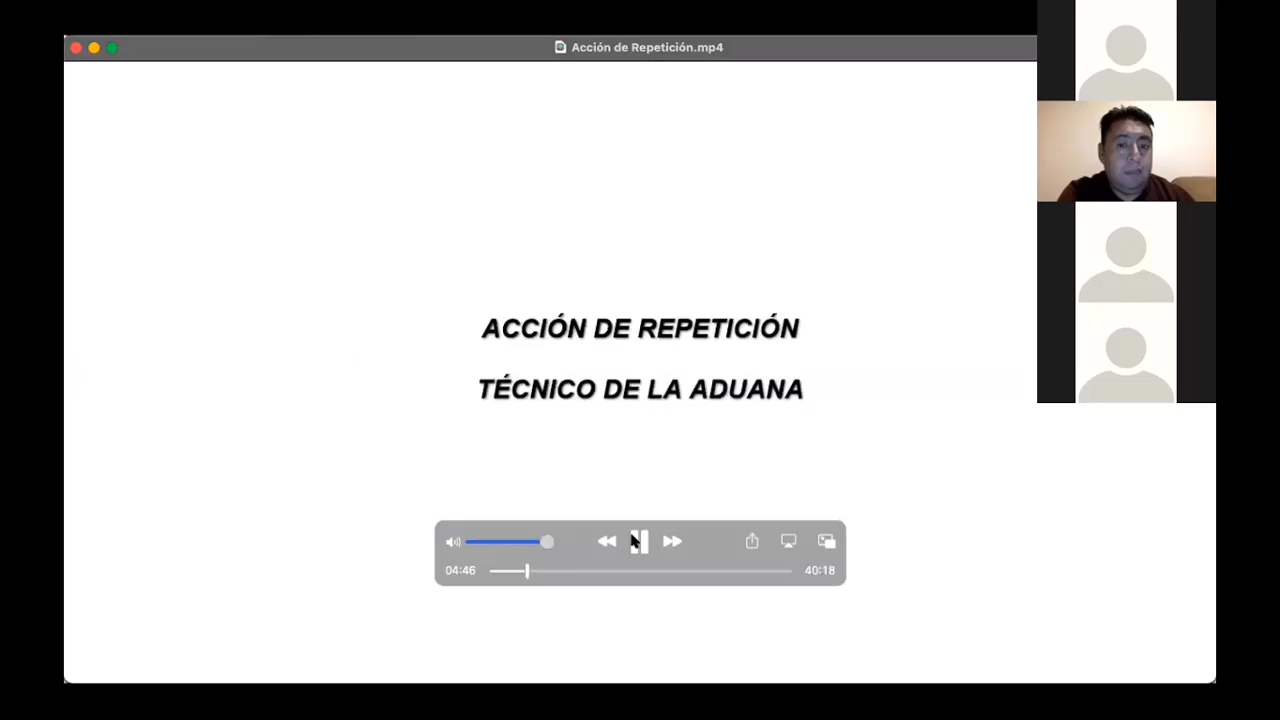 Acción de Repetición.mp4
ACCIÓN DE REPETICIÓN
TÉCNICO DE LA ADUANA
04:46
40:18